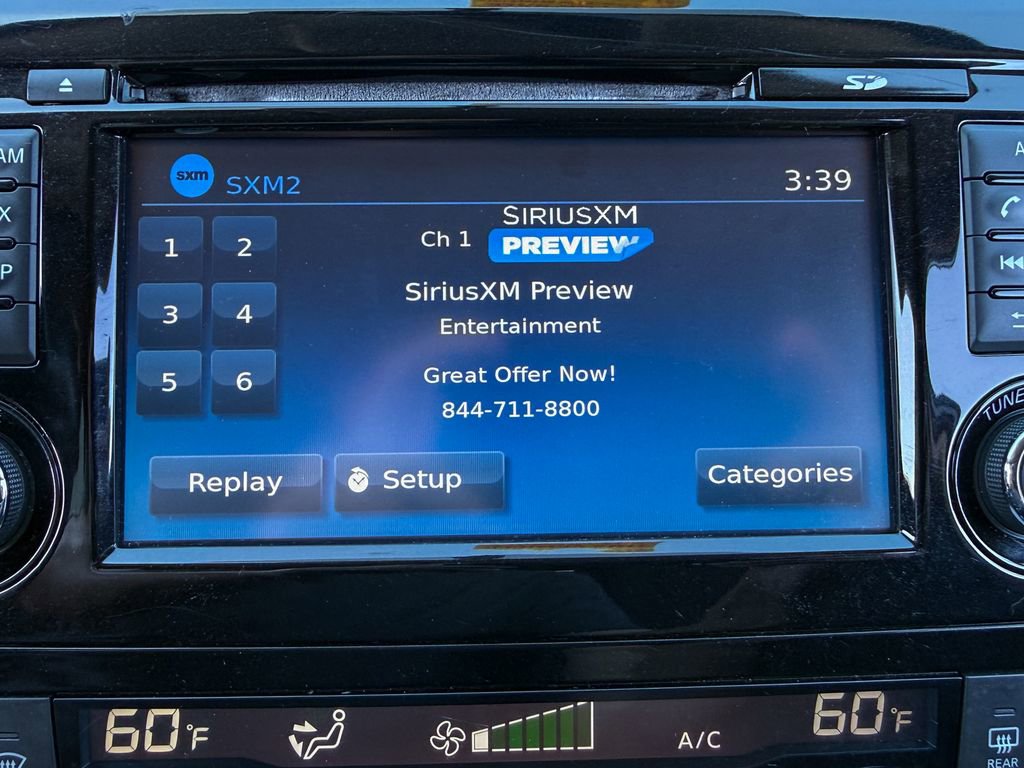 SD
AM
A
sxm SXM2 3:39
1 2
Ch 1 SIRIUSXM
PREVIEW
X
SiriusXM Preview
3 4
Entertainment
P
5 6
Great Offer Now!
844-711-8800
TUNE
Replay Setup Categories
60°F A/C 60°F
REAR